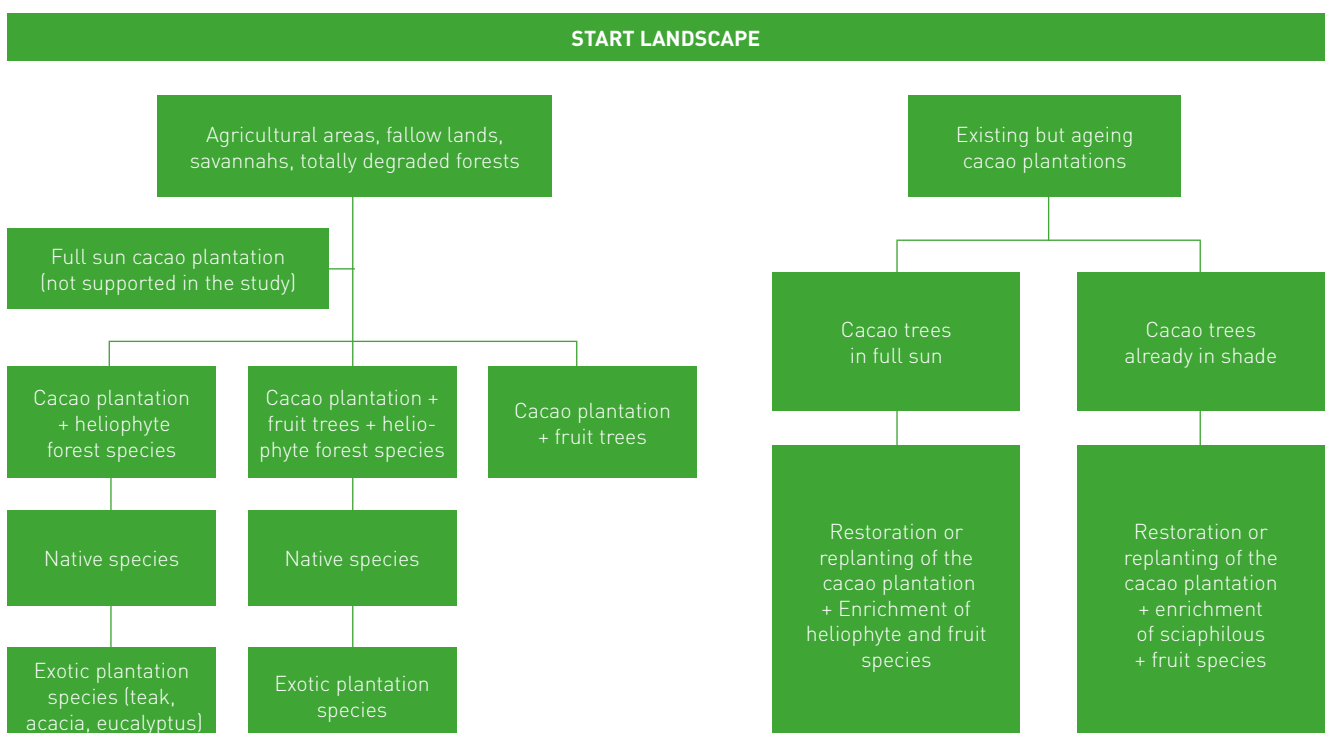 START LANDSCAPE
Agricultural areas, fallow lands,
savannahs, totally degraded forests
Existing but ageing
cacao plantations
Full sun cacao plantation
(not supported in the study)
Cacao trees
in full sun
Cacao trees
already in shade
Cacao plantation
+ heliophyte
forest species
Cacao plantation +
fruit trees + helio-
phyte forest species
Cacao plantation
+ fruit trees
Native species
Native species
Restoration or
replanting of the
cacao plantation
+ Enrichment of
heliophyte and fruit
species
Restoration or
replanting of the
cacao plantation
+ enrichment
of sciaphilous
+ fruit species
Exotic plantation
species (teak,
acacia, eucalyptus)
Exotic plantation
species